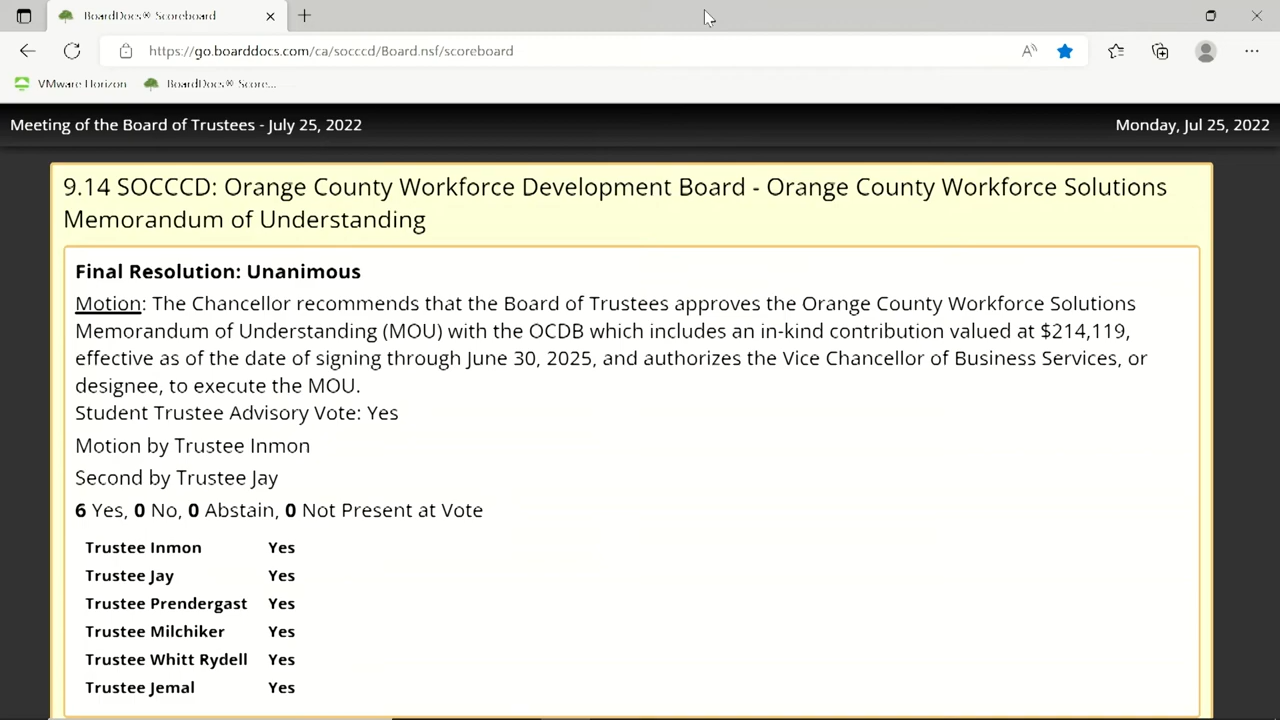 BoardDocs® Scoreboard
https://go.boarddocs.com/ca/socccd/Board.nsf/scoreboard
VMware Horizon
BoardDocs® Score...
Meeting of the Board of Trustees - July 25, 2022
Monday, Jul 25, 2022
9.14 SOCCCD: Orange County Workforce Development Board - Orange County Workforce Solutions
Memorandum of Understanding
Final Resolution: Unanimous
Motion: The Chancellor recommends that the Board of Trustees approves the Orange County Workforce Solutions
Memorandum of Understanding (MOU) with the OCDB which includes an in-kind contribution valued at $214,119,
effective as of the date of signing through June 30, 2025, and authorizes the Vice Chancellor of Business Services, or
designee, to execute the MOU.
Student Trustee Advisory Vote: Yes
Motion by Trustee Inmon
Second by Trustee Jay
6 Yes, 0 No, 0 Abstain, 0 Not Present at Vote
Trustee Inmon Yes
Trustee Jay Yes
Trustee Prendergast Yes
Trustee Milchiker Yes
Trustee Whitt Rydell Yes
Trustee Jemal Yes